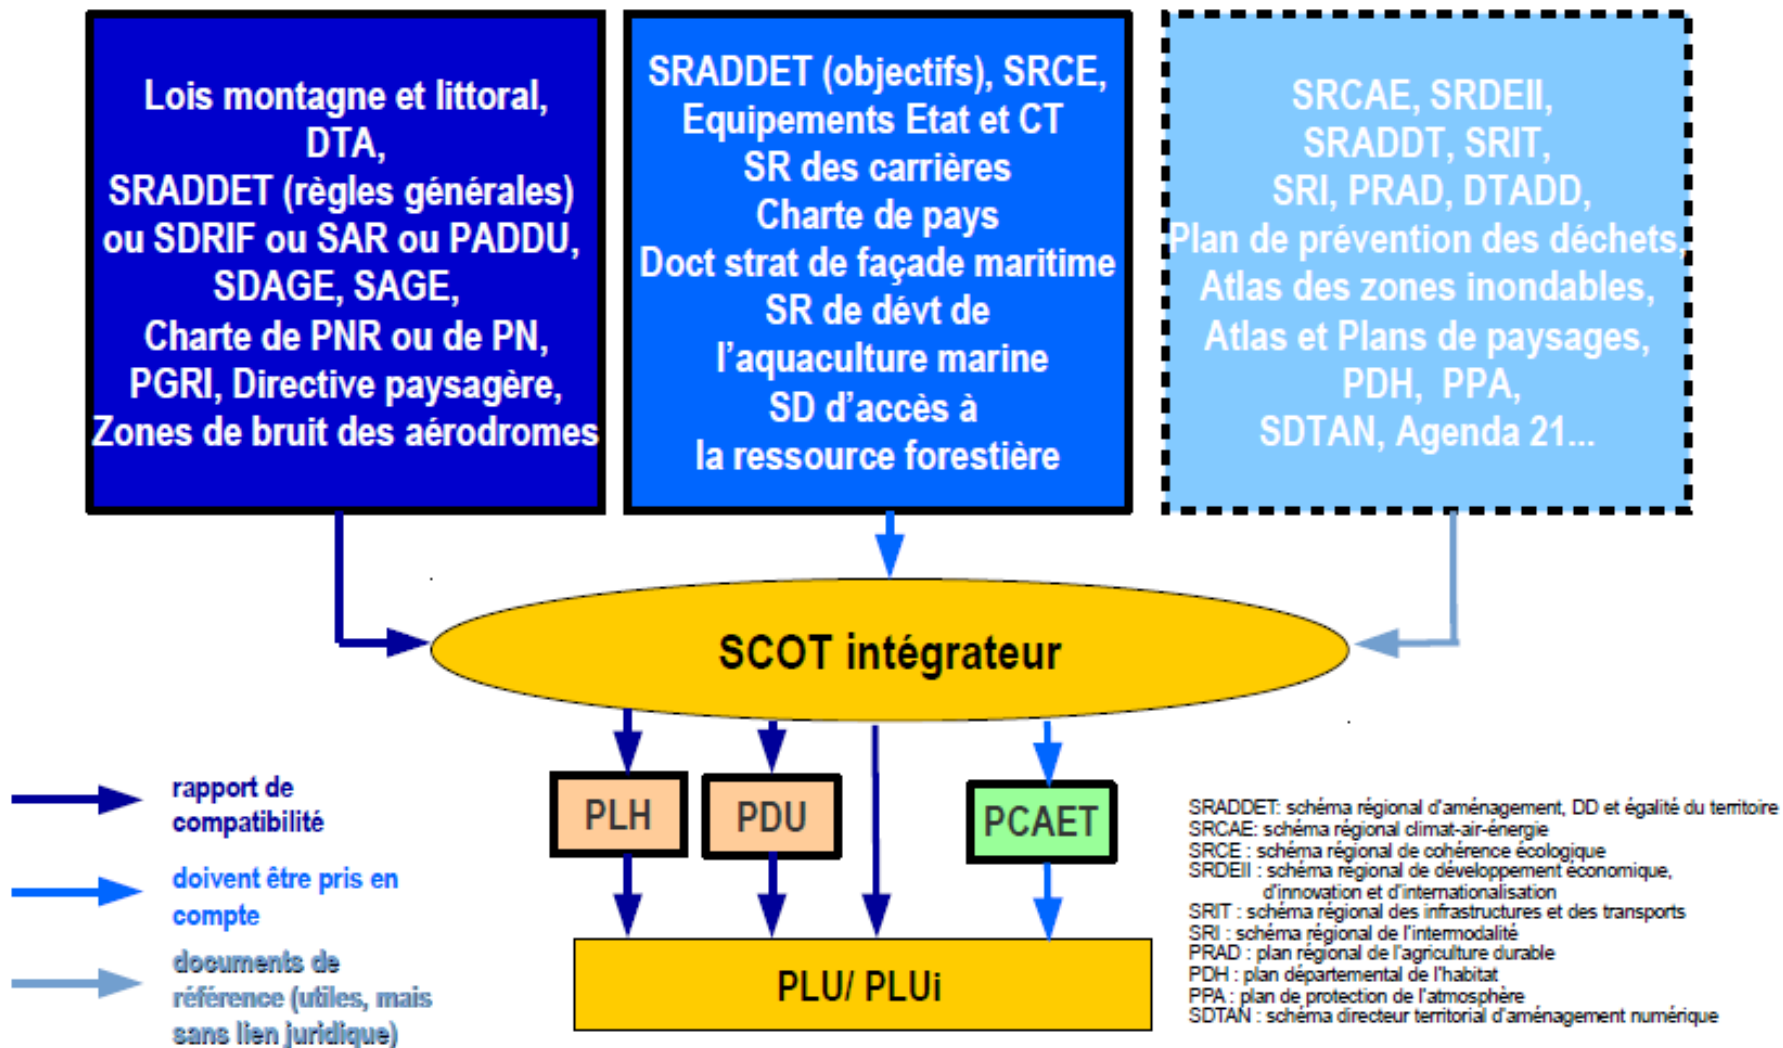 Lois montagne et littoral,
DTA,
SRADDET (règles générales)
ou SDRIF ou SAR ou PADDU,
SDAGE, SAGE,
Charte de PNR ou de PN,
PGRI, Directive paysagère,
Zones de bruit des aérodromes
SRADDET (objectifs), SRCE,
Equipements Etat et CT
SR des carrières
Charte de pays
Doct strat de façade maritime
SR de dévt de
l'aquaculture marine
SD d'accès à
la ressource forestière
SRCAE, SRDEII,
SRADDT, SRIT,
SRI, PRAD, DTADD,
Plan de prévention des déchets,
Atlas des zones inondables,
Atlas et Plans de paysages,
PDH, PPA,
SDTAN, Agenda 21...
SCOT intégrateur
PLH
PDU
PCAET
PLU/ PLUi
rapport de
compatibilité
doivent être pris en
compte
documents de
référence (utiles, mais
sans lien juridique)
SRADDET: schéma régional d'aménagement, DD et égalité du territoire
SRCAE: schéma régional climat-air-énergie
SRCE : schéma régional de cohérence écologique
SRDEII : schéma régional de développement économique,
d'innovation et d'internationalisation
SRIT : schéma régional des infrastructures et des transports
SRI : schéma régional de l'intermodalité
PRAD : plan régional de l'agriculture durable
PDH : plan départemental de l'habitat
PPA : plan de protection de l'atmosphère
SDTAN : schéma directeur territorial d'aménagement numérique